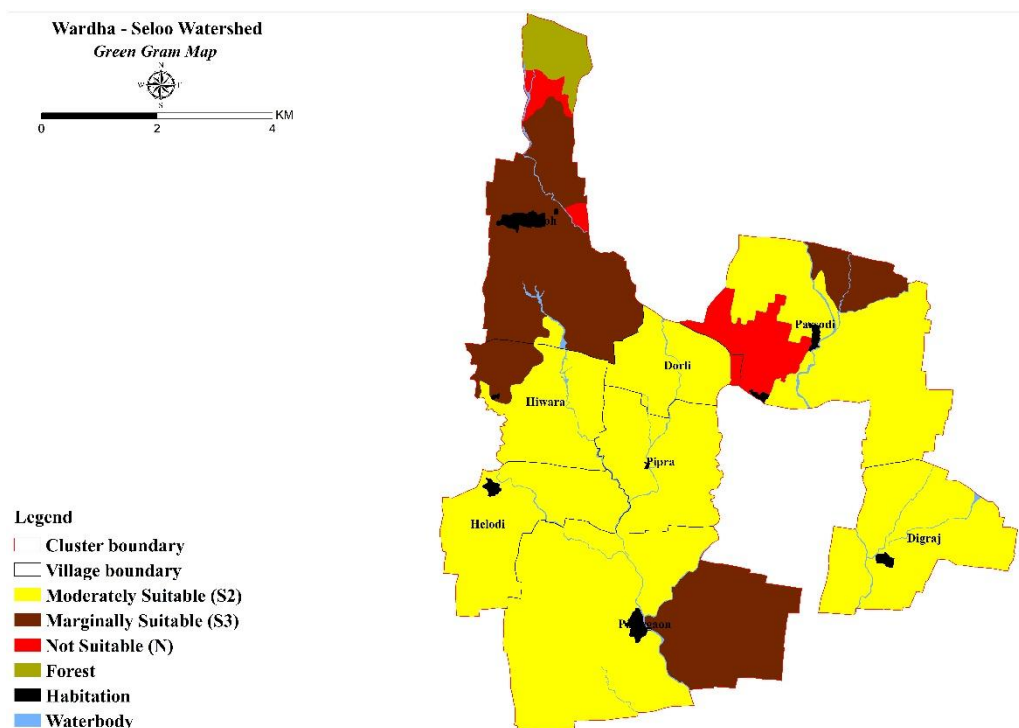 Wardha - Seloo Watershed
Green Gram Map
N
W E
S
KM
0 2 4
Dorli
Hiwara
Pipra
Helodi
Digraj
Legend
Cluster boundary
Village boundary
Moderately Suitable (S2)
Marginally Suitable (S3)
Not Suitable (N)
Forest
Habitation
Waterbody